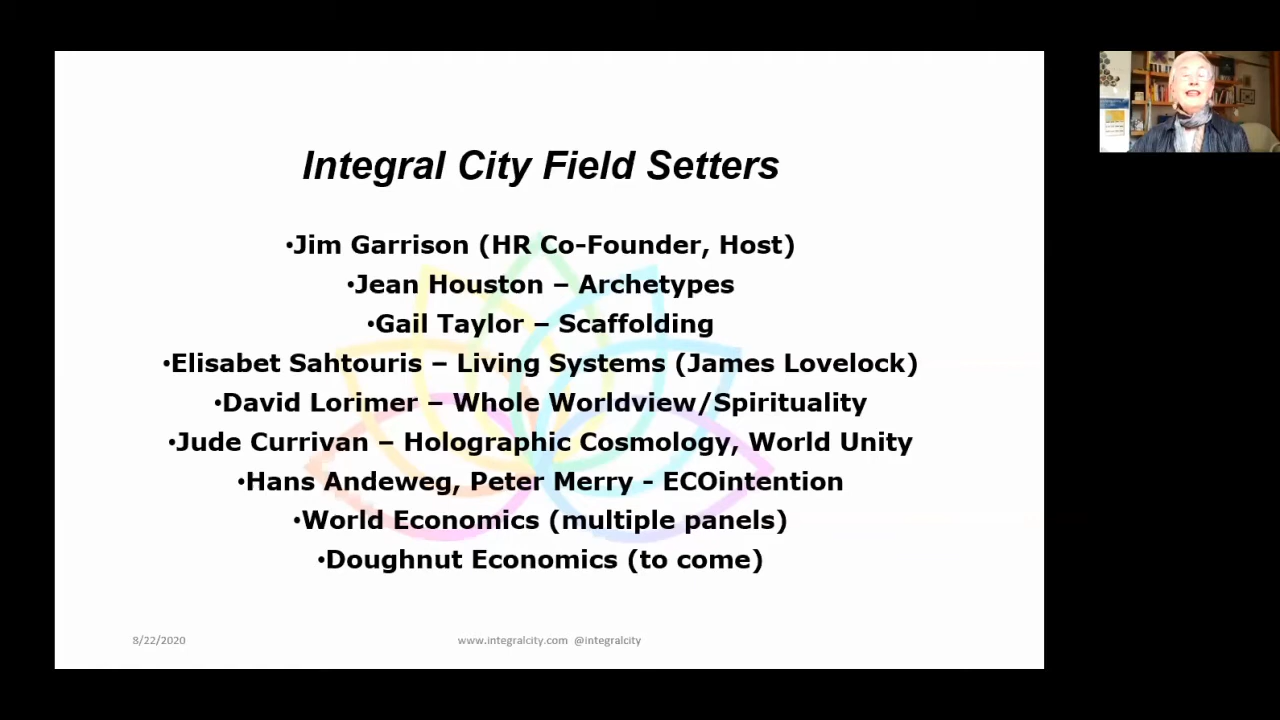 Integral City Field Setters
•Jim Garrison (HR Co-Founder, Host)
•Jean Houston – Archetypes
•Gail Taylor – Scaffolding
•Elisabet Sahtouris – Living Systems (James Lovelock)
•David Lorimer – Whole Worldview/Spirituality
•Jude Currivan – Holographic Cosmology, World Unity
•Hans Andeweg, Peter Merry - ECOintention
•World Economics (multiple panels)
•Doughnut Economics (to come)
8/22/2020
www.integralcity.com @integralcity